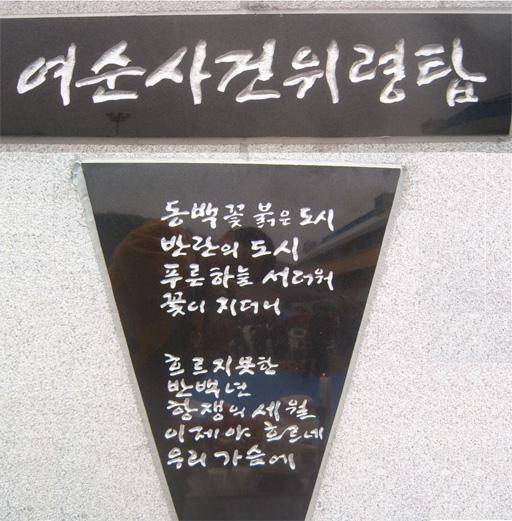 여순사건위령탑
동백꽃 붉은 도시
반란의 도시
푸른하늘 서러워
꽃이 지더니
흐르지못한
반백년
항쟁의 세월
이제야 흐르네
우리 가슴에